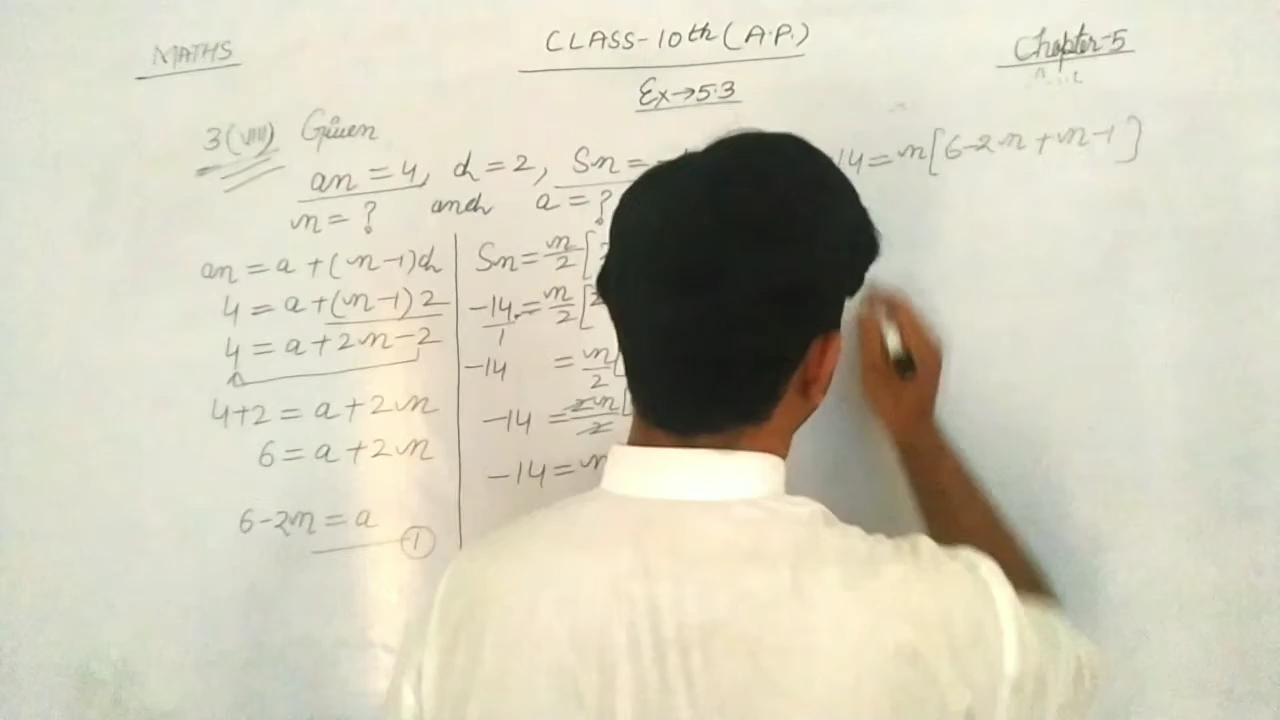 MATHS
CLASS-10th (A.P.)
Chapter-5
Ex→5.3
3(VIII) Given
an = 4, d = 2, Sn =
n = ? and a = ?
an = a + (n-1)d
4 = a + (n-1) 2
4 = a + 2n - 2
4+2 = a + 2n
6 = a + 2n
6-2n = a
1
Sn = n/2 [
-14/1 = n/2 [2
-14 = n/2 [
-14 = 2n/2 [
-14 = n
14 = n [6-2n + n-1]